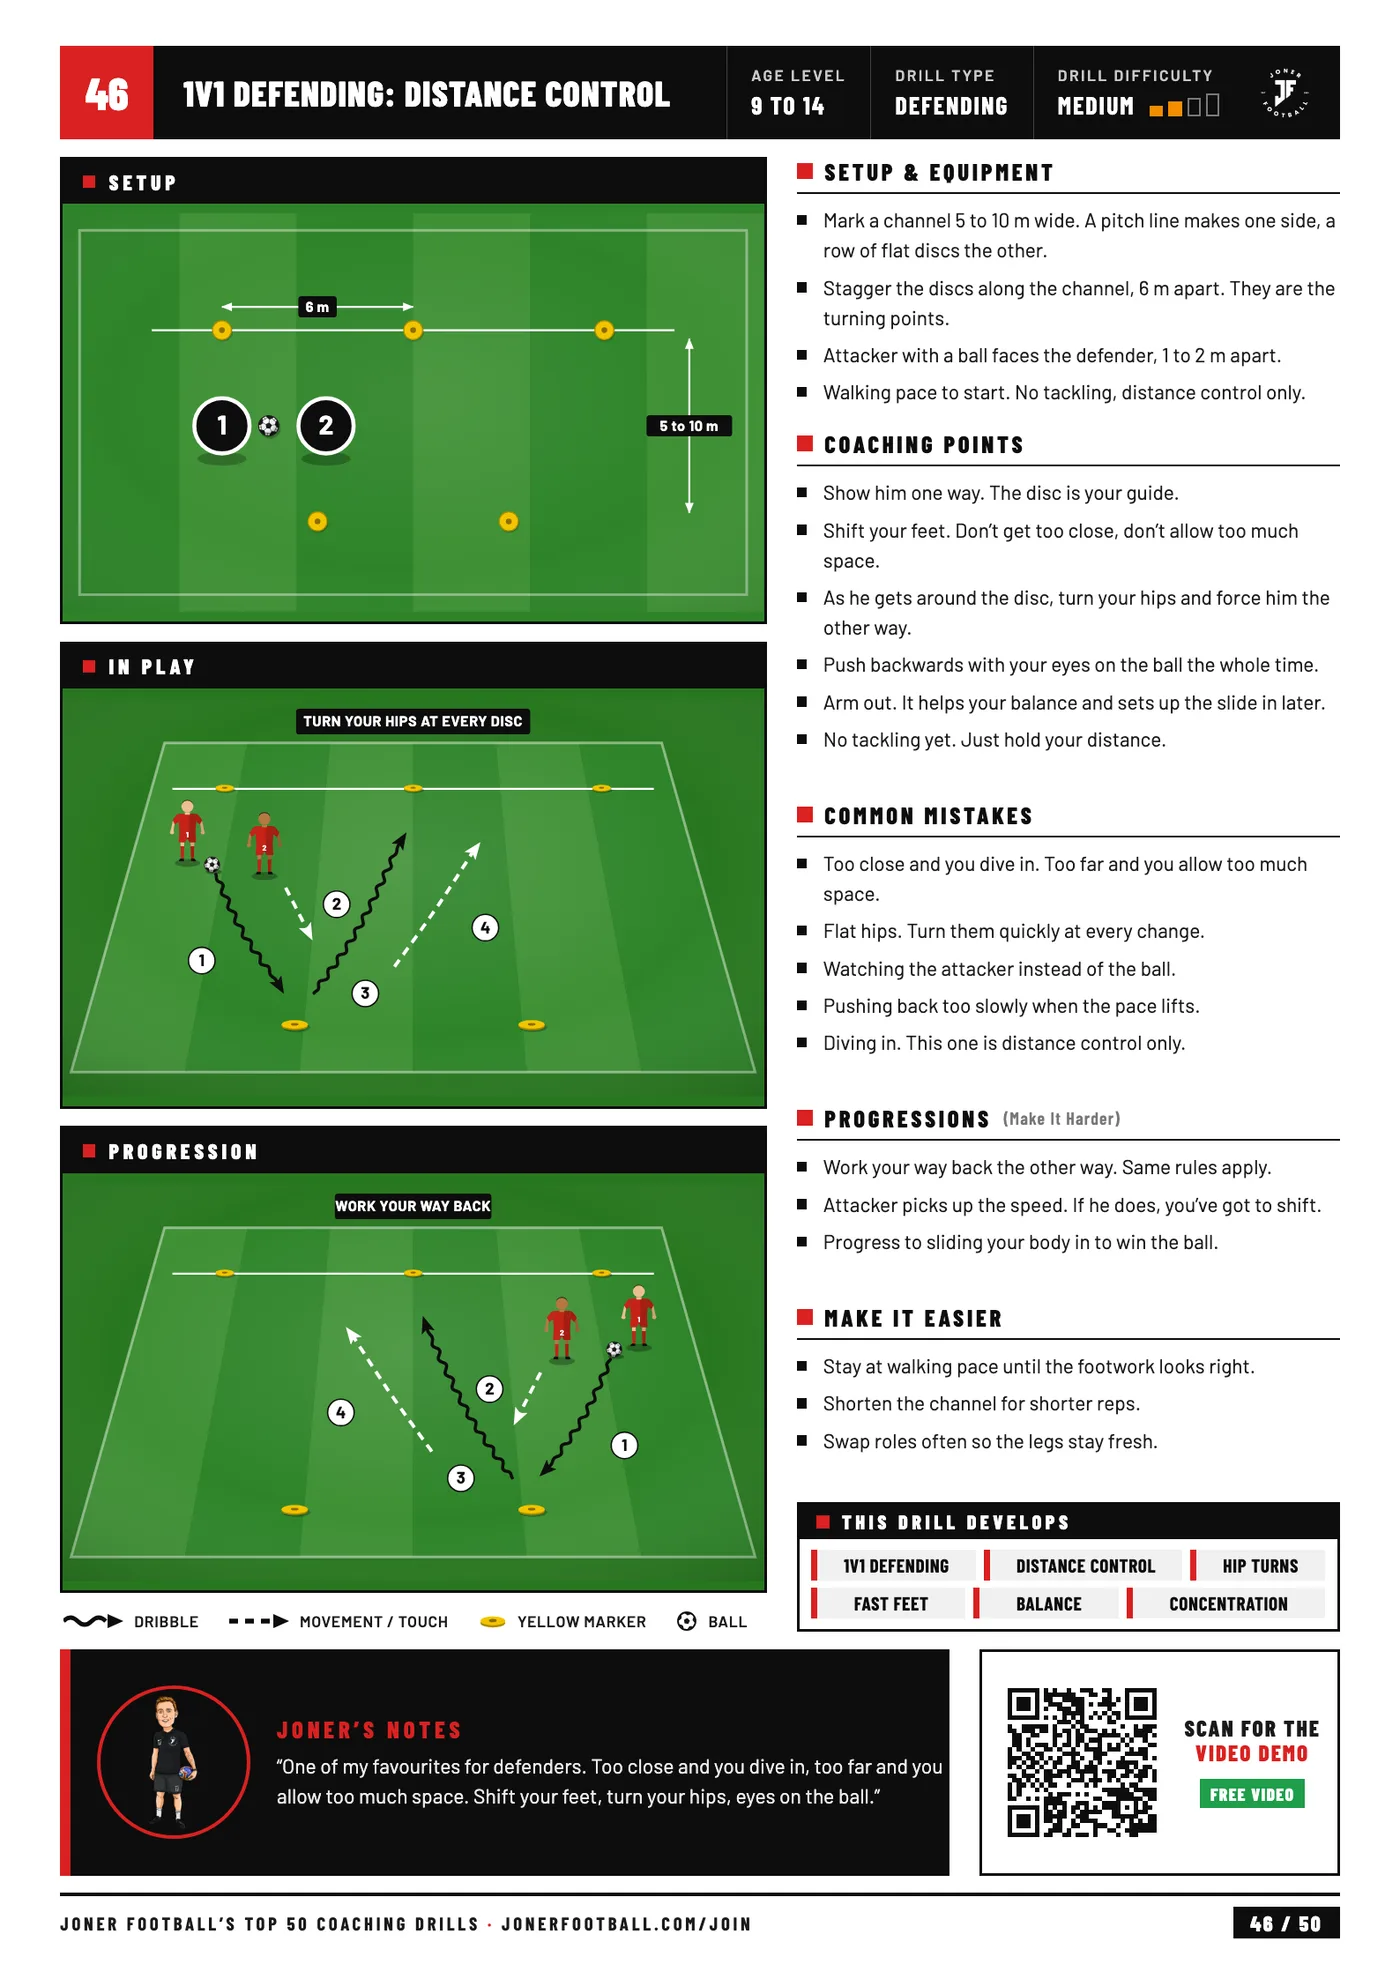 46
1V1 DEFENDING: DISTANCE CONTROL
AGE LEVEL
9 TO 14
DRILL TYPE
DEFENDING
DRILL DIFFICULTY
MEDIUM
JONER
JF
FOOTBALL
SETUP
6 m
1
2
5 to 10 m
IN PLAY
TURN YOUR HIPS AT EVERY DISC
1
2
2
4
1
3
PROGRESSION
WORK YOUR WAY BACK
1
2
2
4
1
3
DRIBBLE
MOVEMENT / TOUCH
YELLOW MARKER
BALL
SETUP & EQUIPMENT
Mark a channel 5 to 10 m wide. A pitch line makes one side, a
row of flat discs the other.
Stagger the discs along the channel, 6 m apart. They are the
turning points.
Attacker with a ball faces the defender, 1 to 2 m apart.
Walking pace to start. No tackling, distance control only.
COACHING POINTS
Show him one way. The disc is your guide.
Shift your feet. Don’t get too close, don’t allow too much
space.
As he gets around the disc, turn your hips and force him the
other way.
Push backwards with your eyes on the ball the whole time.
Arm out. It helps your balance and sets up the slide in later.
No tackling yet. Just hold your distance.
COMMON MISTAKES
Too close and you dive in. Too far and you allow too much
space.
Flat hips. Turn them quickly at every change.
Watching the attacker instead of the ball.
Pushing back too slowly when the pace lifts.
Diving in. This one is distance control only.
PROGRESSIONS (Make It Harder)
Work your way back the other way. Same rules apply.
Attacker picks up the speed. If he does, you’ve got to shift.
Progress to sliding your body in to win the ball.
MAKE IT EASIER
Stay at walking pace until the footwork looks right.
Shorten the channel for shorter reps.
Swap roles often so the legs stay fresh.
THIS DRILL DEVELOPS
1V1 DEFENDING
DISTANCE CONTROL
HIP TURNS
FAST FEET
BALANCE
CONCENTRATION
JONER’S NOTES
“One of my favourites for defenders. Too close and you dive in, too far and you
allow too much space. Shift your feet, turn your hips, eyes on the ball.”
SCAN FOR THE
VIDEO DEMO
FREE VIDEO
JONER FOOTBALL’S TOP 50 COACHING DRILLS · JONERFOOTBALL.COM/JOIN
46 / 50